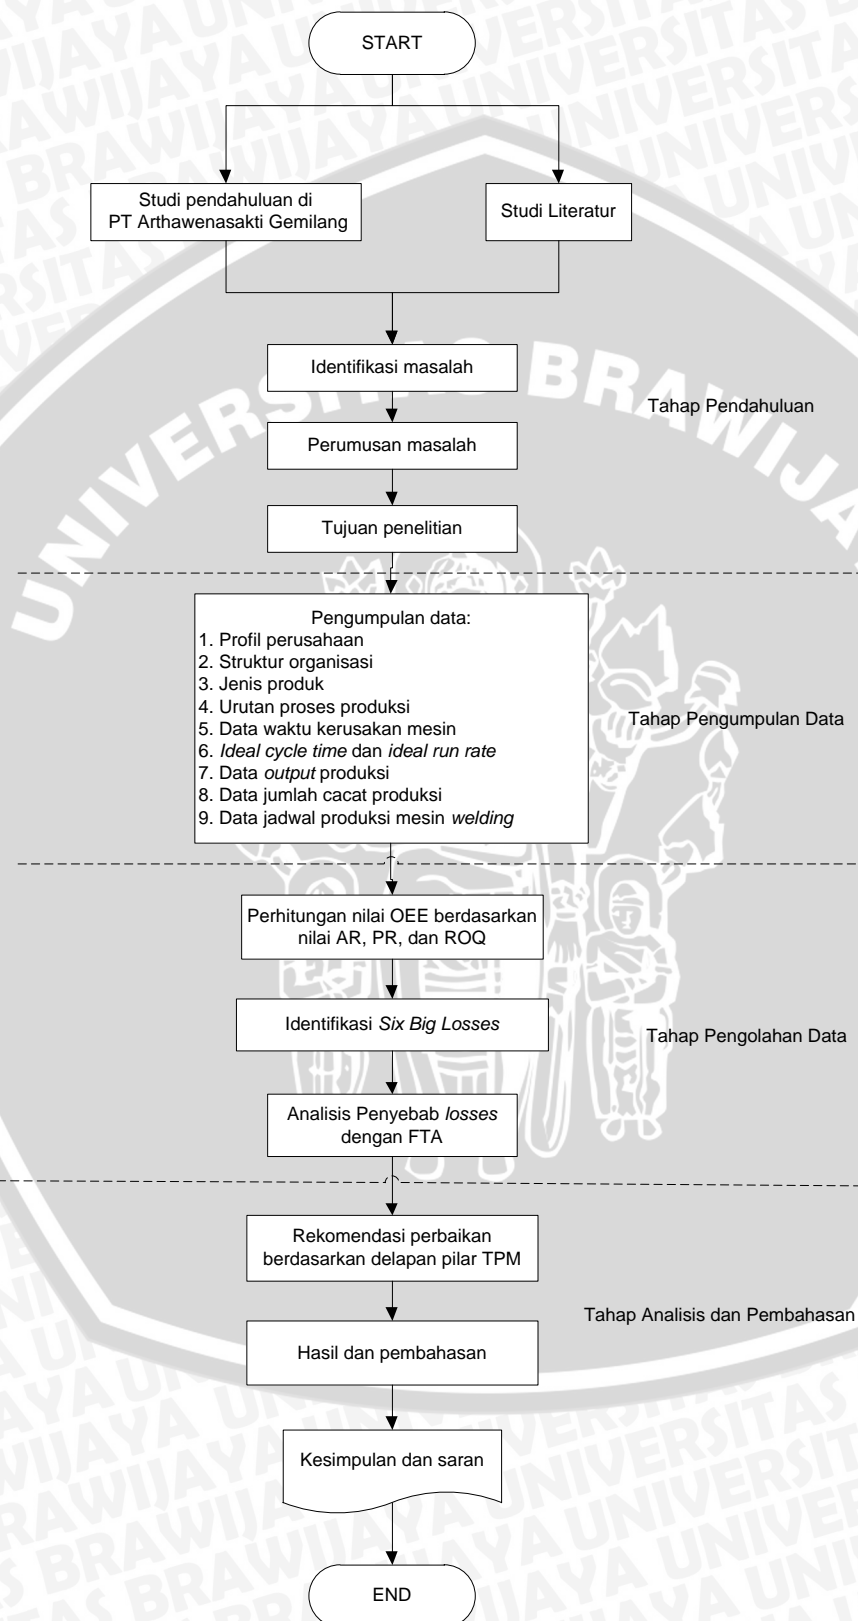 START
Studi pendahuluan di
PT Arthawenasakti Gemilang
Studi Literatur
Identifikasi masalah
Tahap Pendahuluan
Perumusan masalah
Tujuan penelitian
Pengumpulan data:
1. Profil perusahaan
2. Struktur organisasi
3. Jenis produk
4. Urutan proses produksi
5. Data waktu kerusakan mesin
6. Ideal cycle time dan ideal run rate
7. Data output produksi
8. Data jumlah cacat produksi
9. Data jadwal produksi mesin welding
Tahap Pengumpulan Data
Perhitungan nilai OEE berdasarkan
nilai AR, PR, dan ROQ
Identifikasi Six Big Losses
Tahap Pengolahan Data
Analisis Penyebab losses
dengan FTA
Rekomendasi perbaikan
berdasarkan delapan pilar TPM
Tahap Analisis dan Pembahasan
Hasil dan pembahasan
Kesimpulan dan saran
END
UNIVERSITAS BRAWIJAYA